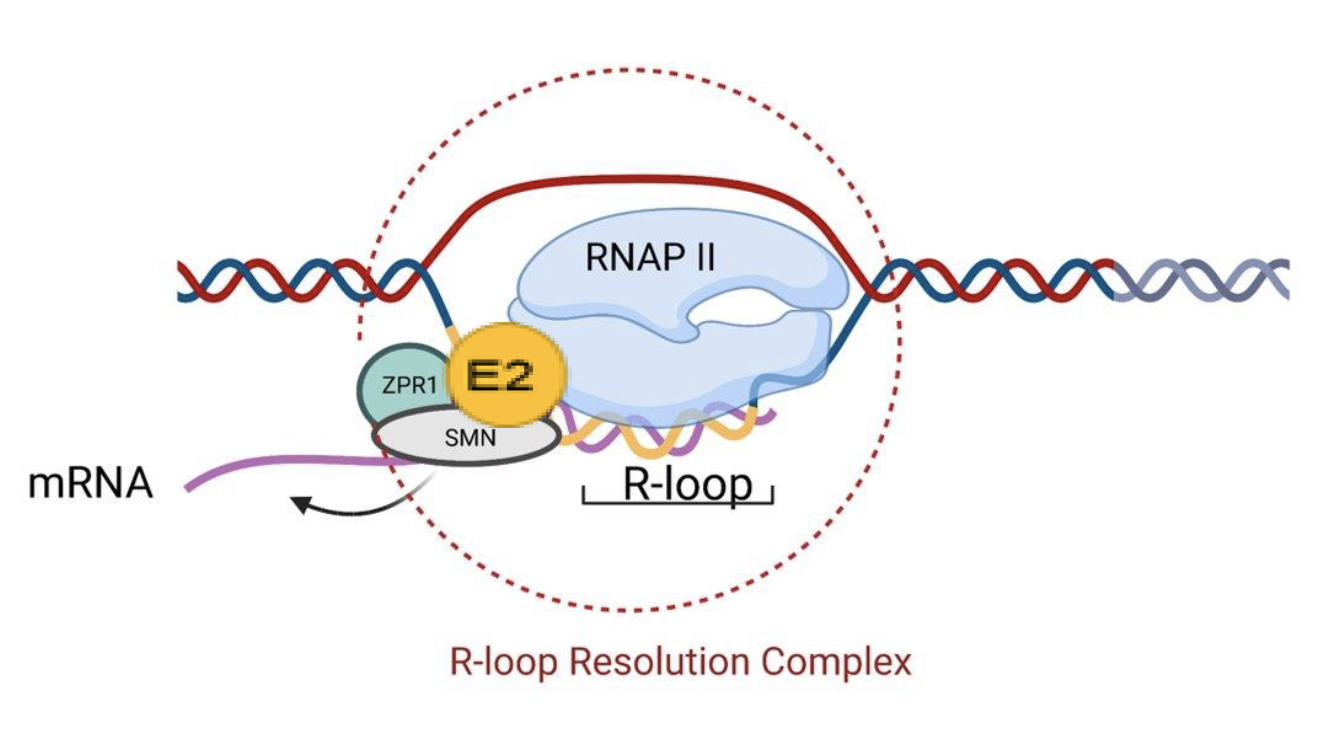 RNAP II
E2
ZPR1
SMN
mRNA
R-loop
R-loop Resolution Complex